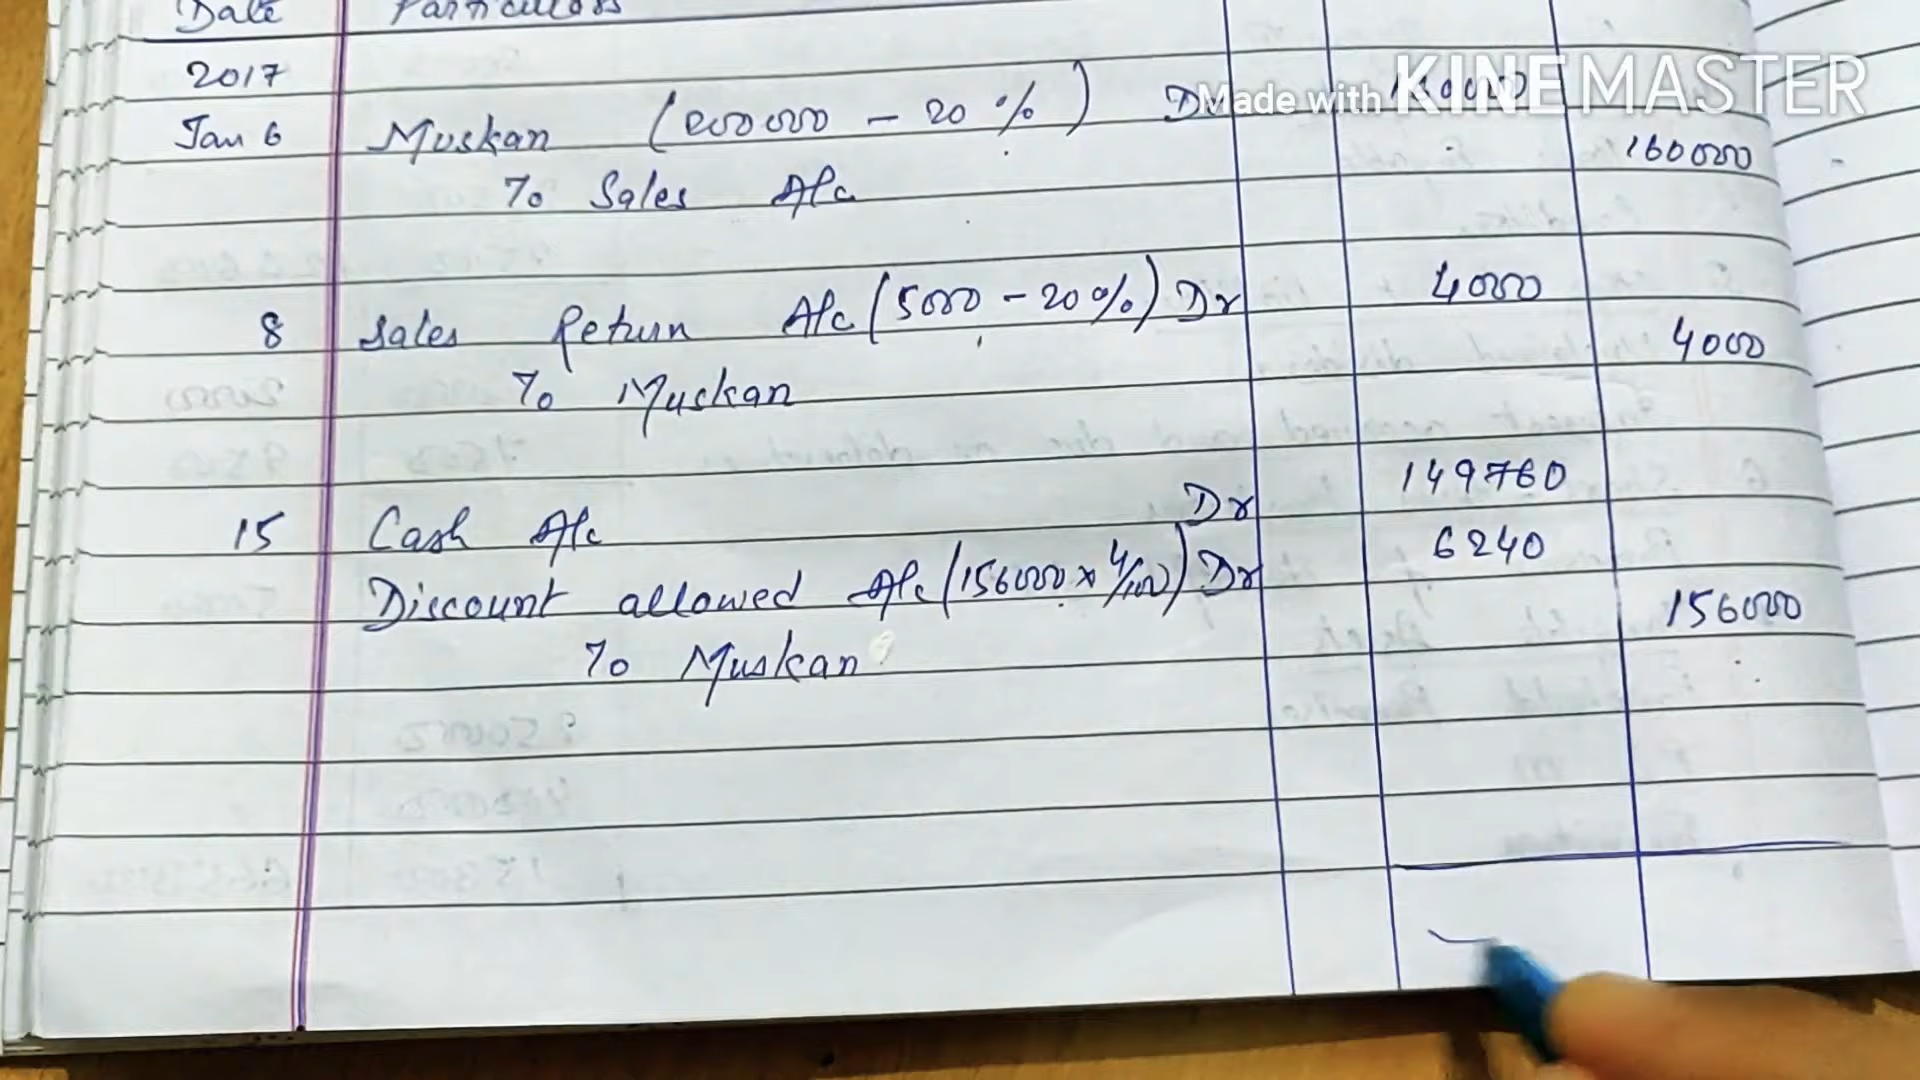 Date Particulars
2017
Jan 6 Muskan (200000 - 20 %) Dr
Made with KINEMASTER
160000
To Sales A/c
8 Sales Return A/c (5000 - 20%) Dr 4000
4000
To Muskan
15 Cash A/c Dr 149760
Discount allowed A/c (156000 × 4/100) Dr 6240
156000
To Muskan